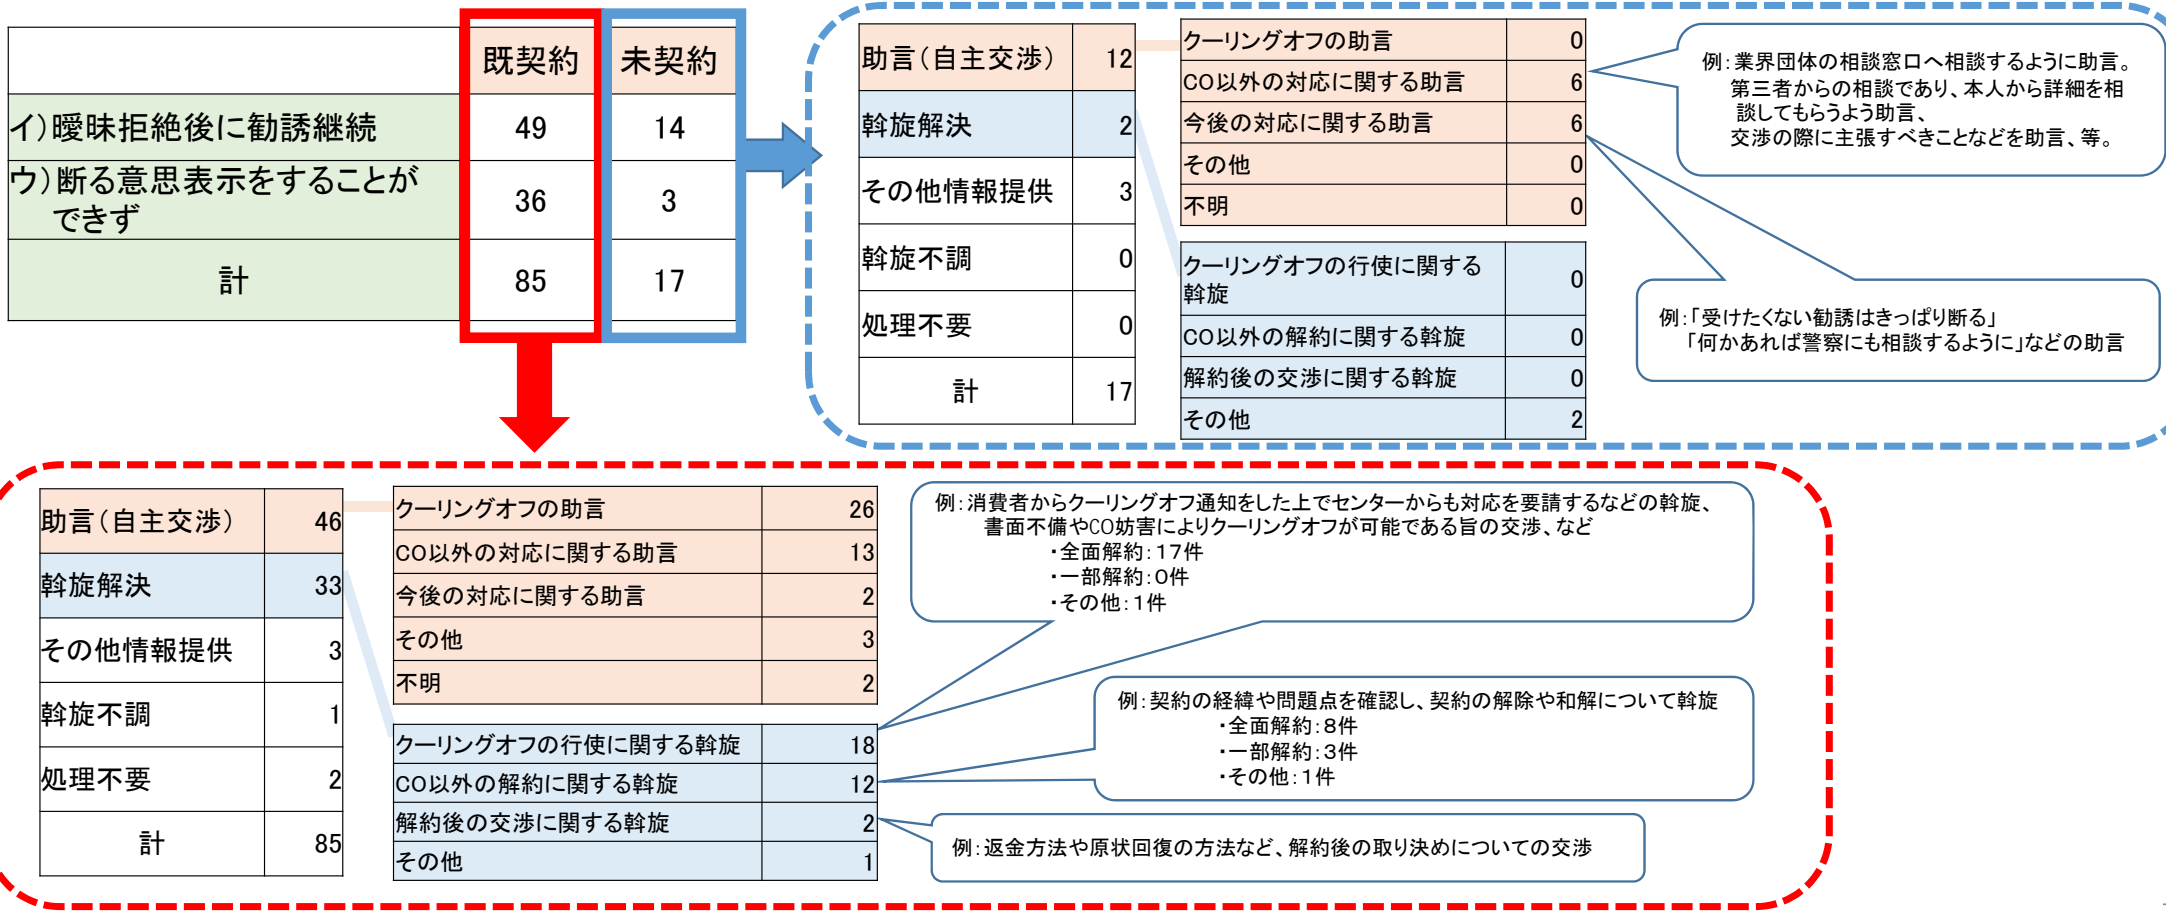 既契約 未契約
イ)曖昧拒絶後に勧誘継続 49 14
ウ)断る意思表示をすることが
できず 36 3
計 85 17
助言(自主交渉) 12
斡旋解決 2
その他情報提供 3
斡旋不調 0
処理不要 0
計 17
クーリングオフの助言 0
CO以外の対応に関する助言 6
今後の対応に関する助言 6
その他 0
不明 0
クーリングオフの行使に関する
斡旋 0
CO以外の解約に関する斡旋 0
解約後の交渉に関する斡旋 0
その他 2
例:業界団体の相談窓口へ相談するように助言。
第三者からの相談であり、本人から詳細を相
談してもらうよう助言、
交渉の際に主張すべきことなどを助言、等。
例:「受けたくない勧誘はきっぱり断る」
「何かあれば警察にも相談するように」などの助言
助言(自主交渉) 46
斡旋解決 33
その他情報提供 3
斡旋不調 1
処理不要 2
計 85
クーリングオフの助言 26
CO以外の対応に関する助言 13
今後の対応に関する助言 2
その他 3
不明 2
クーリングオフの行使に関する斡旋 18
CO以外の解約に関する斡旋 12
解約後の交渉に関する斡旋 2
その他 1
例:消費者からクーリングオフ通知をした上でセンターからも対応を要請するなどの斡旋、
書面不備やCO妨害によりクーリングオフが可能である旨の交渉、など
・全面解約:17件
・一部解約:0件
・その他:1件
例:契約の経緯や問題点を確認し、契約の解除や和解について斡旋
・全面解約:8件
・一部解約:3件
・その他:1件
例:返金方法や原状回復の方法など、解約後の取り決めについての交渉